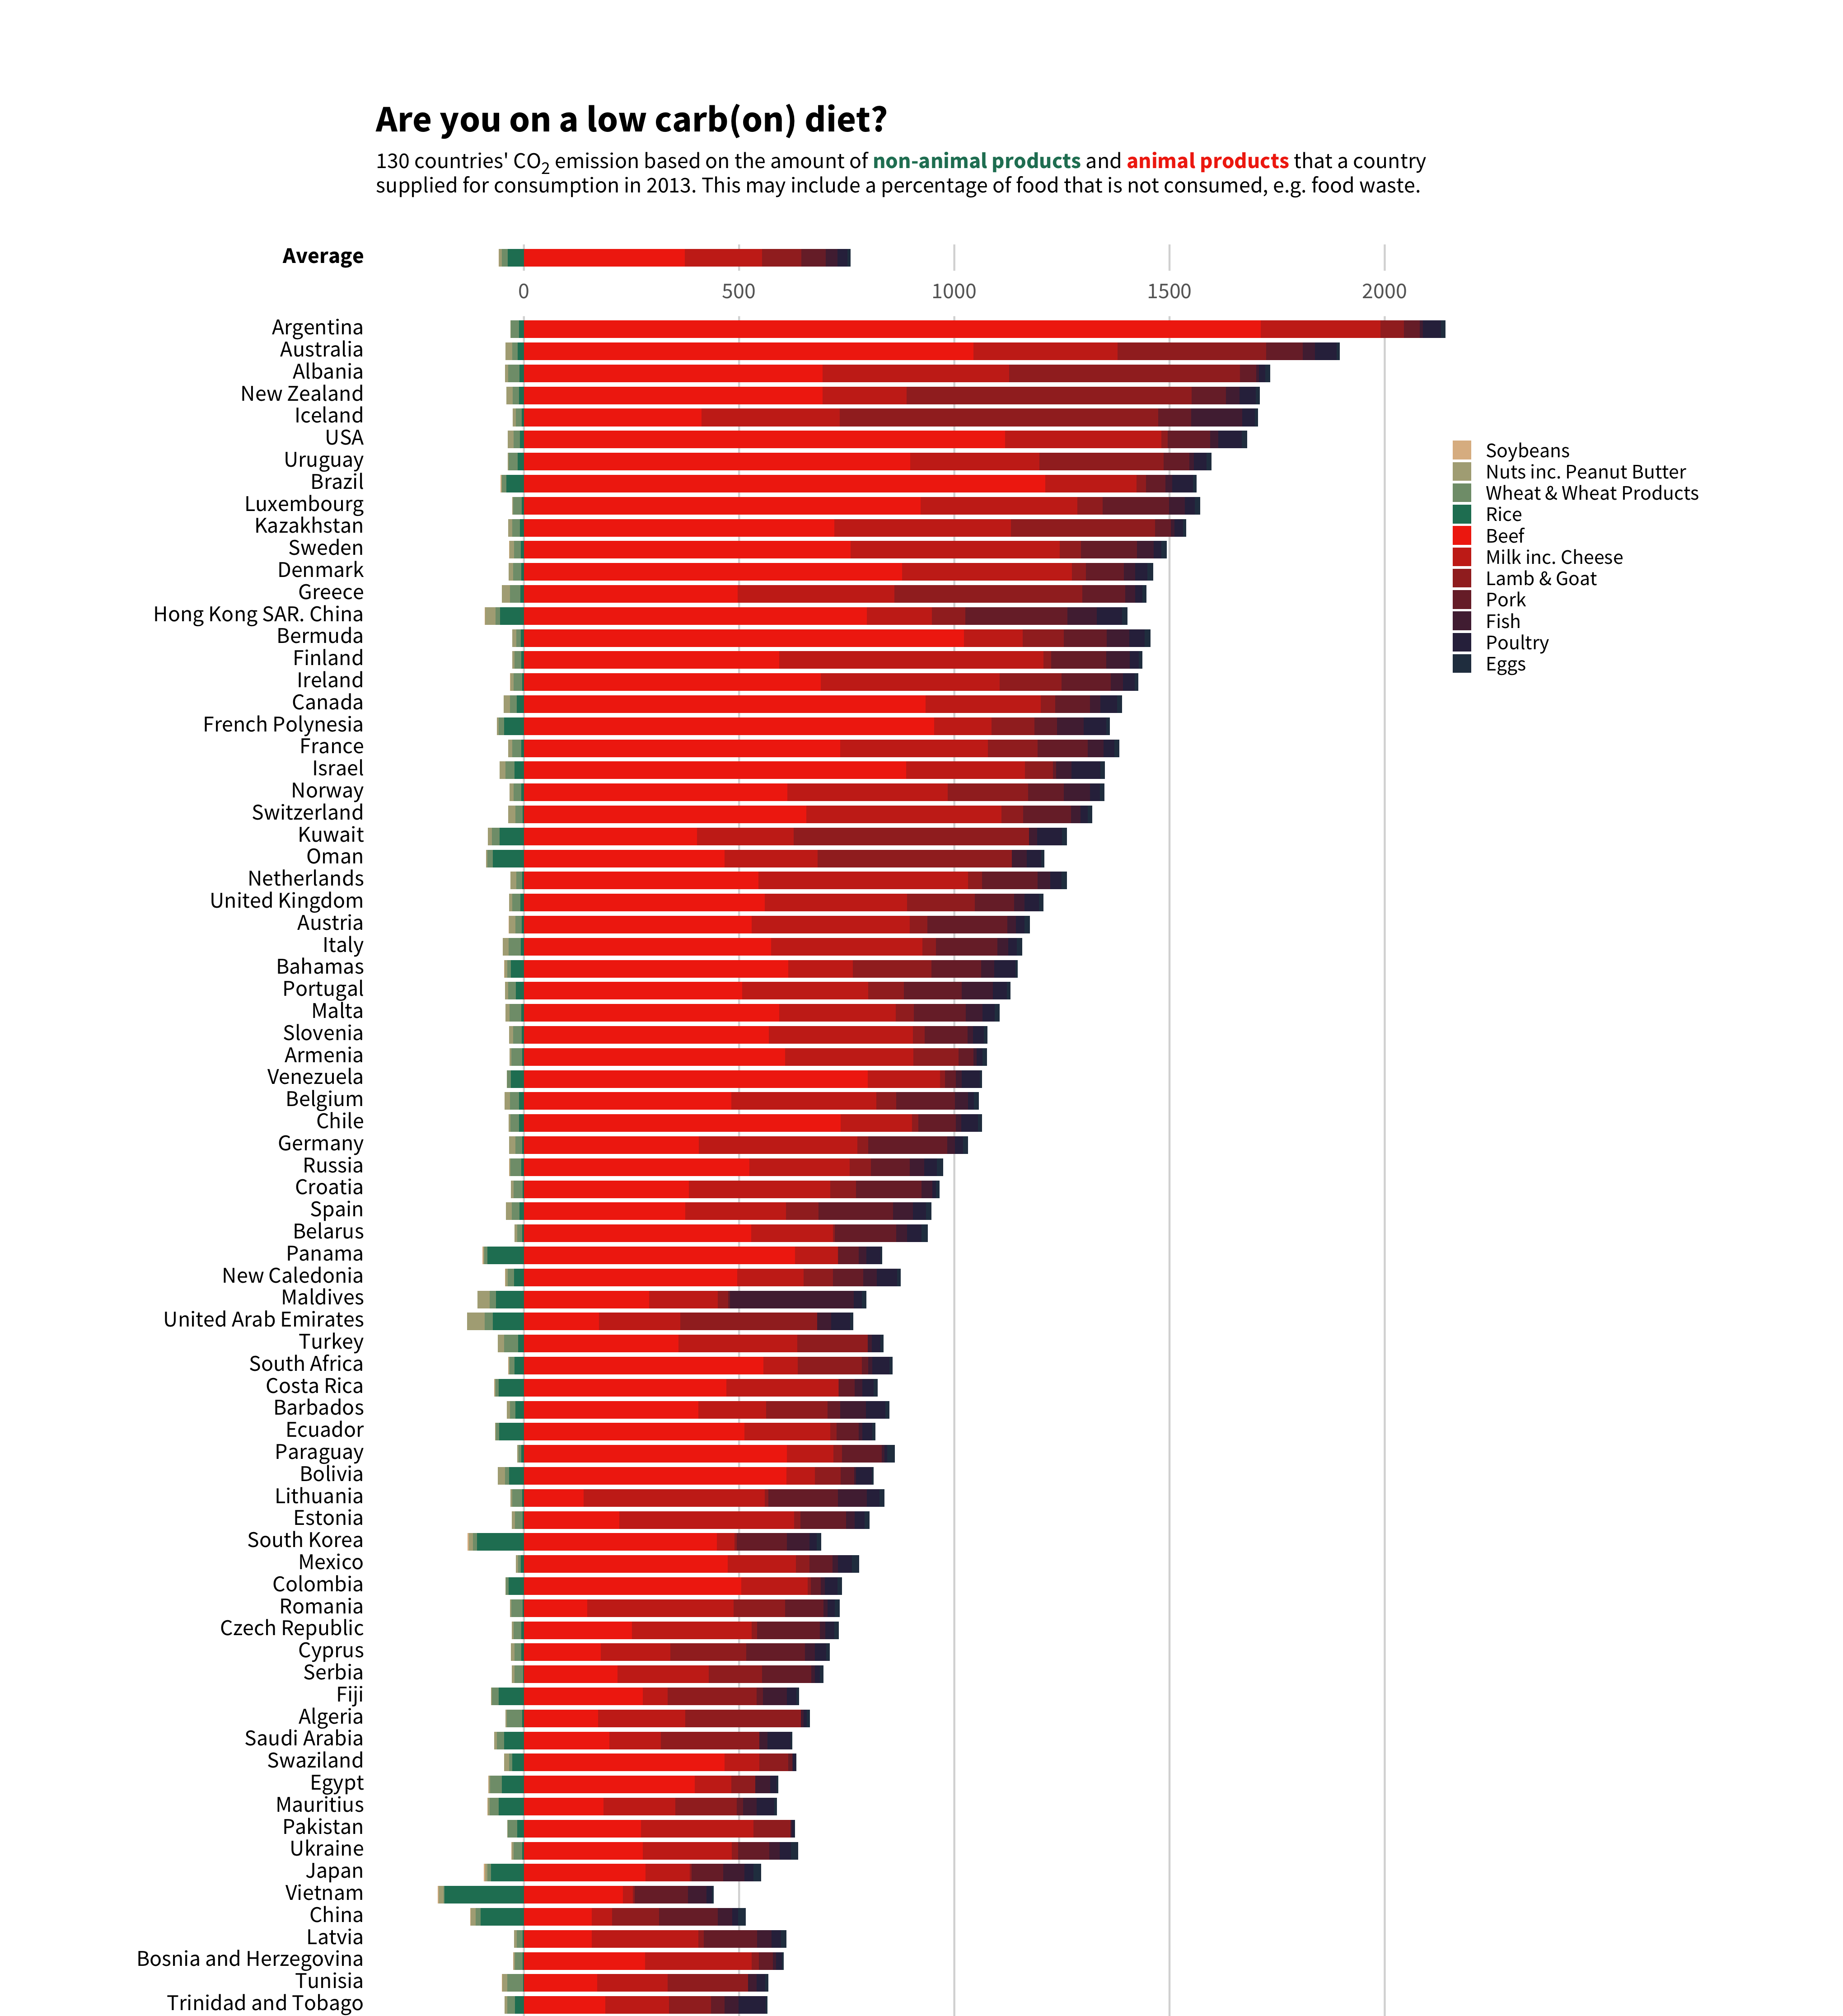 Are you on a low carb(on) diet?
130 countries' CO2 emission based on the amount of non-animal products and animal products that a country
supplied for consumption in 2013. This may include a percentage of food that is not consumed, e.g. food waste.
Average
0 500 1000 1500 2000
Argentina
Australia
Albania
New Zealand
Iceland
USA
Uruguay
Brazil
Luxembourg
Kazakhstan
Sweden
Denmark
Greece
Hong Kong SAR. China
Bermuda
Finland
Ireland
Canada
French Polynesia
France
Israel
Norway
Switzerland
Kuwait
Oman
Netherlands
United Kingdom
Austria
Italy
Bahamas
Portugal
Malta
Slovenia
Armenia
Venezuela
Belgium
Chile
Germany
Russia
Croatia
Spain
Belarus
Panama
New Caledonia
Maldives
United Arab Emirates
Turkey
South Africa
Costa Rica
Barbados
Ecuador
Paraguay
Bolivia
Lithuania
Estonia
South Korea
Mexico
Colombia
Romania
Czech Republic
Cyprus
Serbia
Fiji
Algeria
Saudi Arabia
Swaziland
Egypt
Mauritius
Pakistan
Ukraine
Japan
Vietnam
China
Latvia
Bosnia and Herzegovina
Tunisia
Trinidad and Tobago
Soybeans
Nuts inc. Peanut Butter
Wheat & Wheat Products
Rice
Beef
Milk inc. Cheese
Lamb & Goat
Pork
Fish
Poultry
Eggs